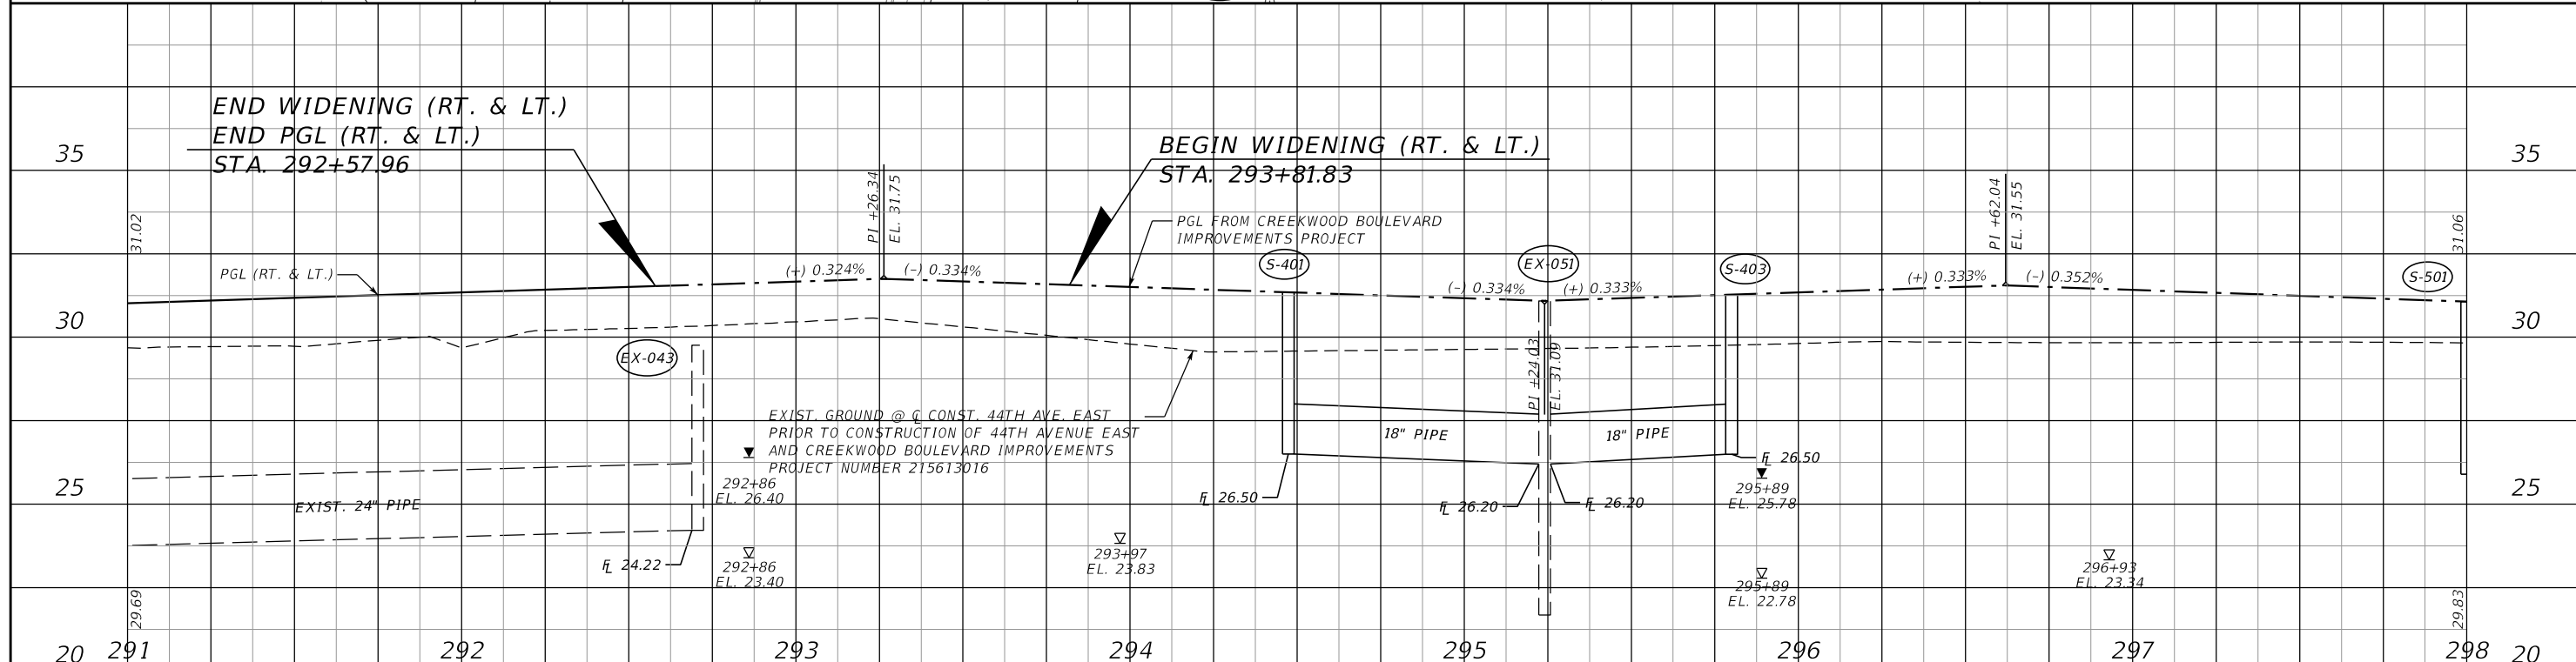 END WIDENING (RT. & LT.)
END PGL (RT. & LT.)
STA. 292+57.96
BEGIN WIDENING (RT. & LT.)
STA. 293+81.83
35
35
PI +26.34
EL. 31.75
PI +62.04
EL. 31.55
31.02
31.06
PGL FROM CREEKWOOD BOULEVARD
IMPROVEMENTS PROJECT
PGL (RT. & LT.)
(+) 0.324%
(-) 0.334%
S-401
EX-051
S-403
S-501
(-) 0.334%
(+) 0.333%
(+) 0.333%
(-) 0.352%
30
30
EX-043
PI +24.03
EL. 31.09
EXIST. GROUND @ ℄ CONST. 44TH AVE. EAST
PRIOR TO CONSTRUCTION OF 44TH AVENUE EAST
AND CREEKWOOD BOULEVARD IMPROVEMENTS
PROJECT NUMBER 215613016
18" PIPE
18" PIPE
FL 26.50
25
25
292+86
EL. 26.40
295+89
EL. 25.78
EXIST. 24" PIPE
FL 26.50
FL 26.20
FL 26.20
FL 24.22
292+86
EL. 23.40
293+97
EL. 23.83
295+89
EL. 22.78
296+93
EL. 23.34
29.69
29.83
20
291
292
293
294
295
296
297
298
20